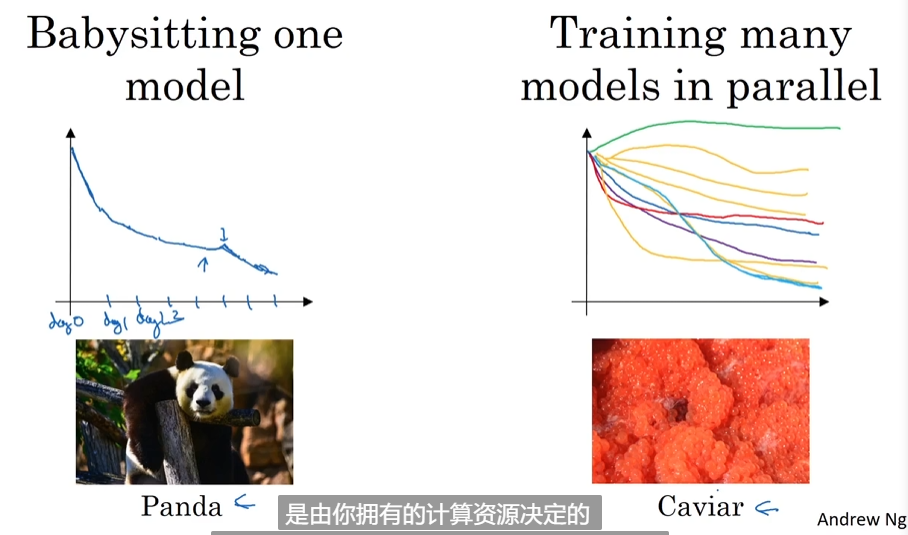 Babysitting one
model
Training many
models in parallel
day 0
day 1
day 2
Panda
Caviar
是由你拥有的计算资源决定的
Andrew Ng